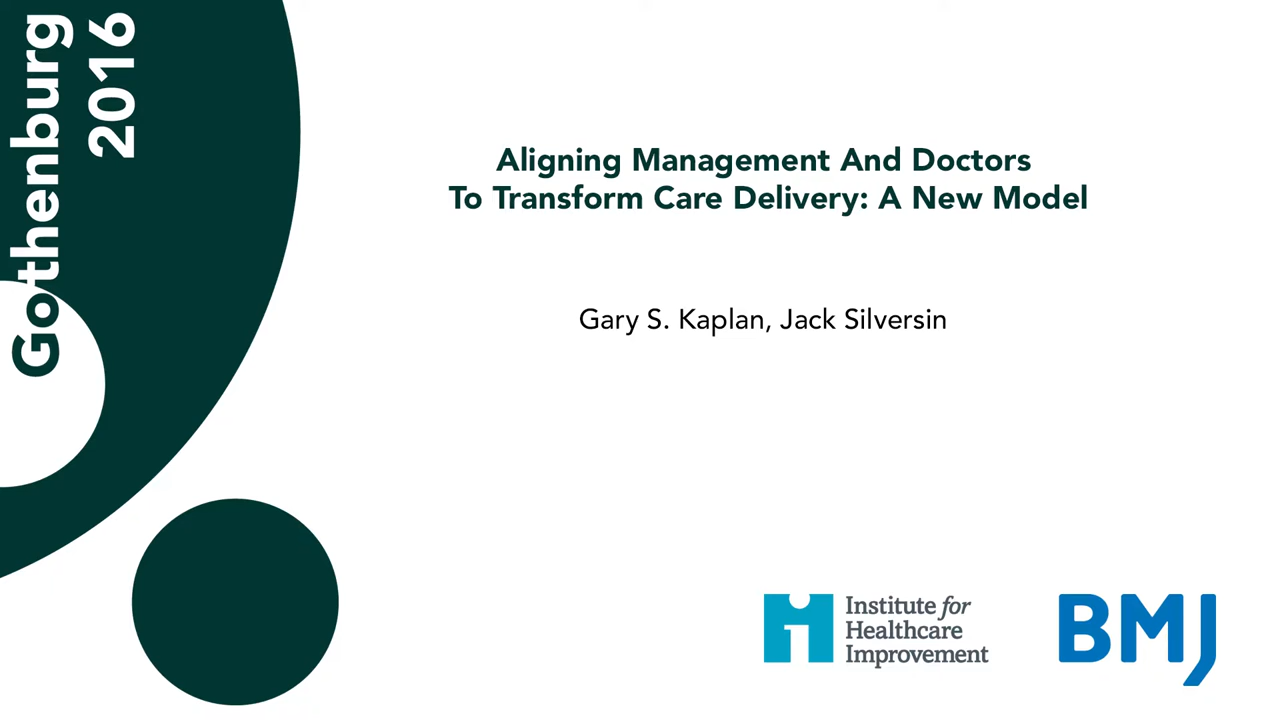 Gothenburg
2016
Aligning Management And Doctors
To Transform Care Delivery: A New Model
Gary S. Kaplan, Jack Silversin
Institute for
Healthcare
Improvement
BMJ